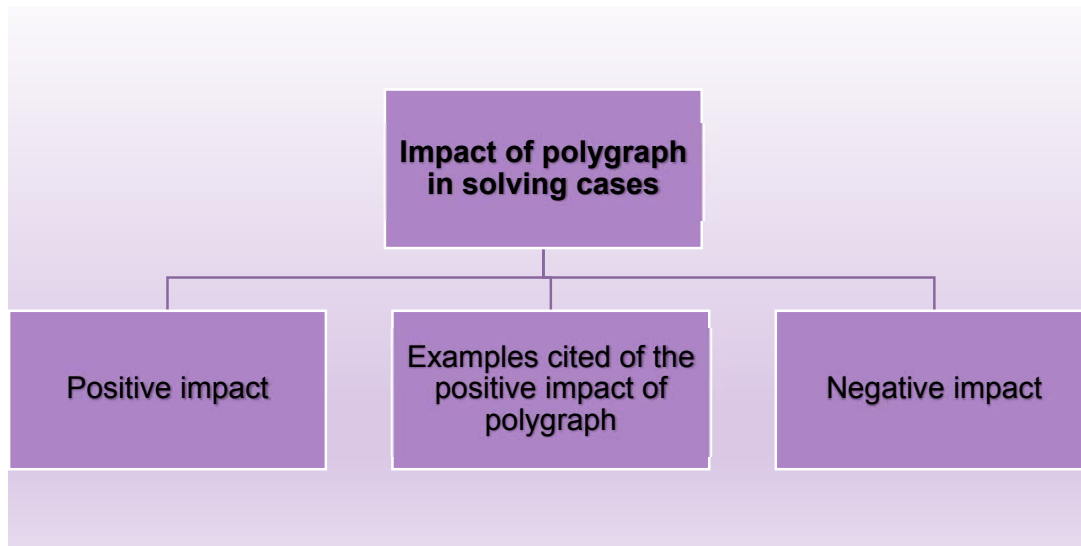 Impact of polygraph
in solving cases
Positive impact
Examples cited of the
positive impact of
polygraph
Negative impact